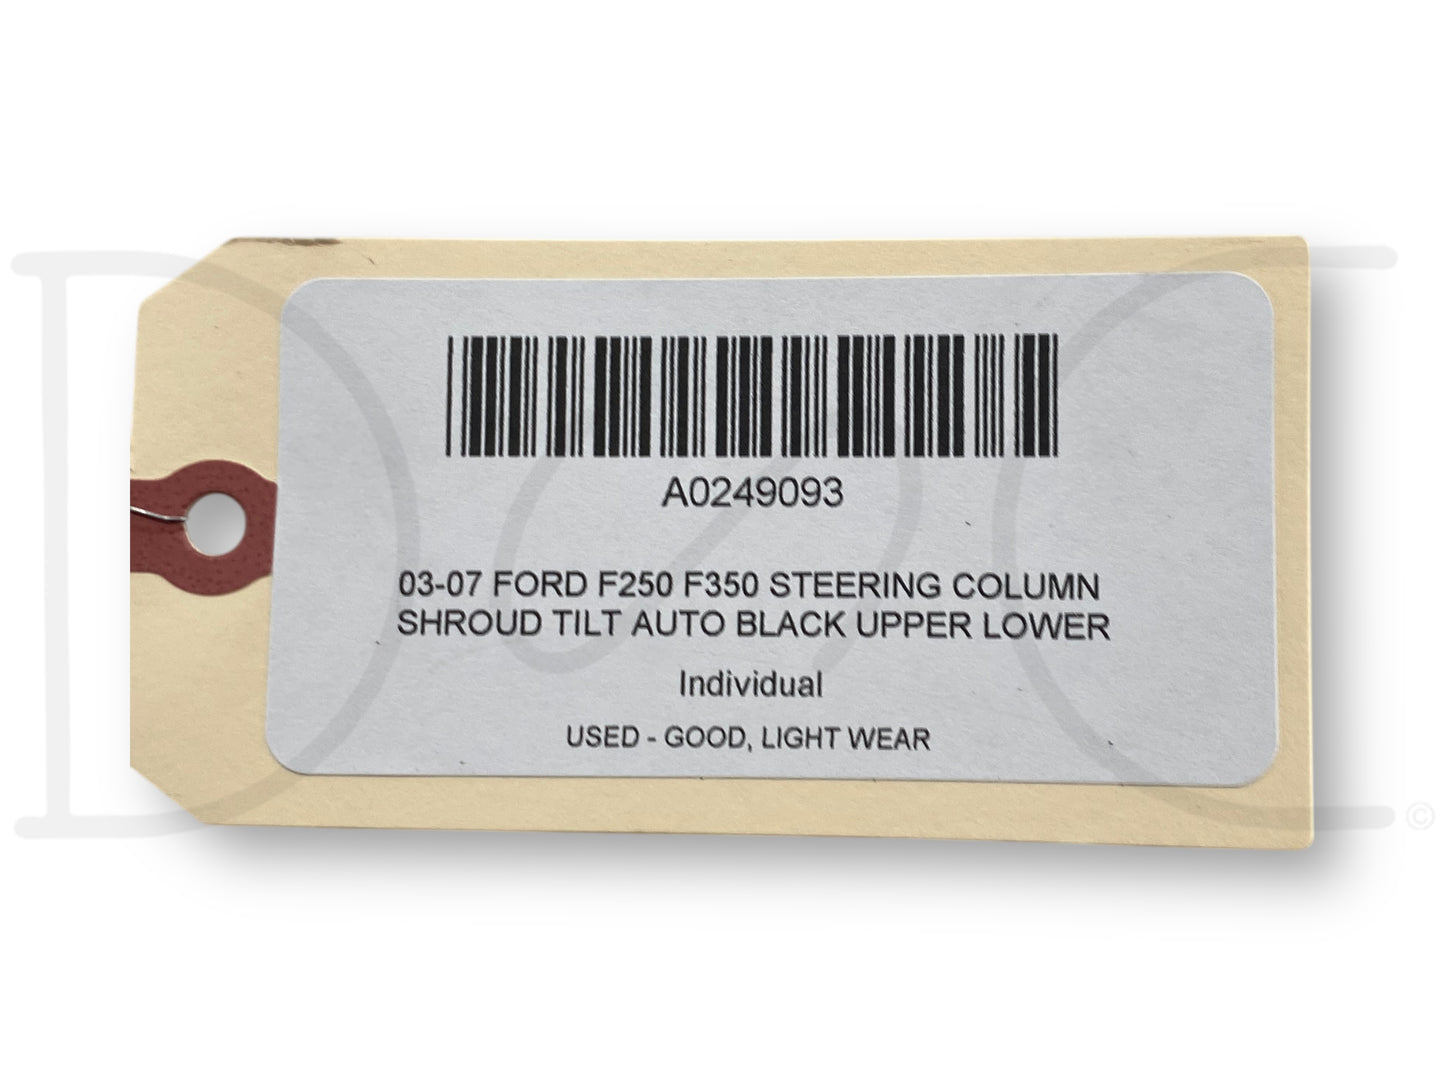 A0249093
03-07 FORD F250 F350 STEERING COLUMN
SHROUD TILT AUTO BLACK UPPER LOWER
Individual
USED - GOOD, LIGHT WEAR
D C ©